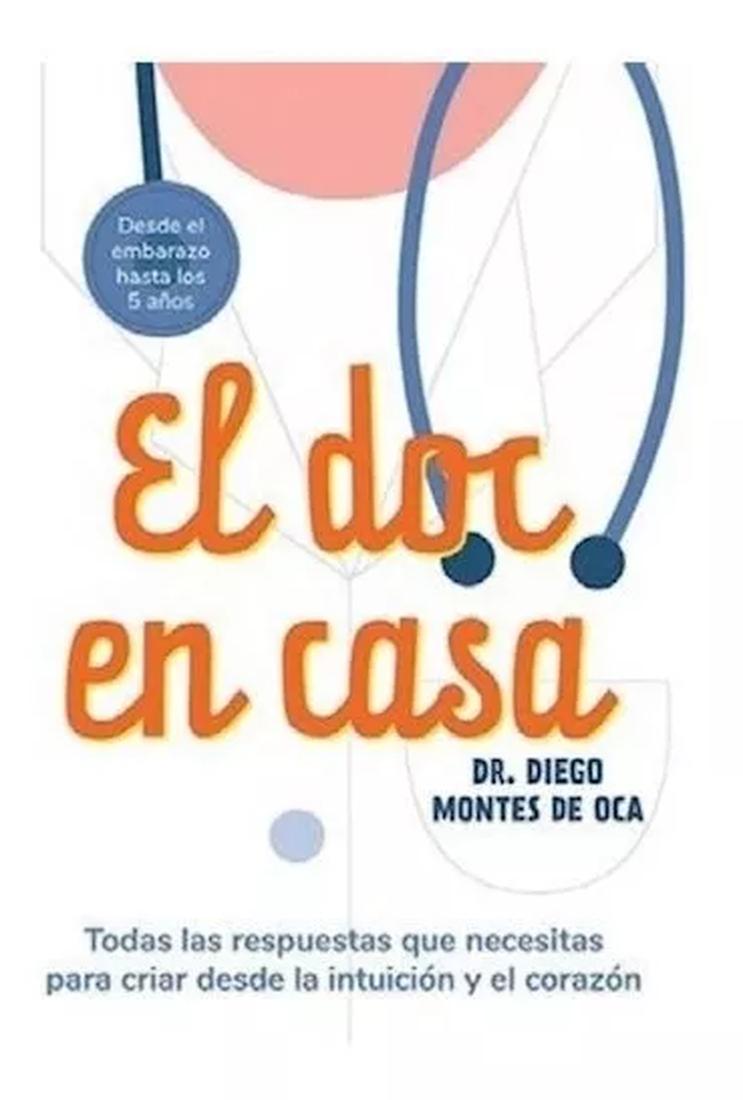 Desde el
embarazo
hasta los
5 años
El doc
en casa
DR. DIEGO
MONTES DE OCA
Todas las respuestas que necesitas
para criar desde la intuición y el corazón